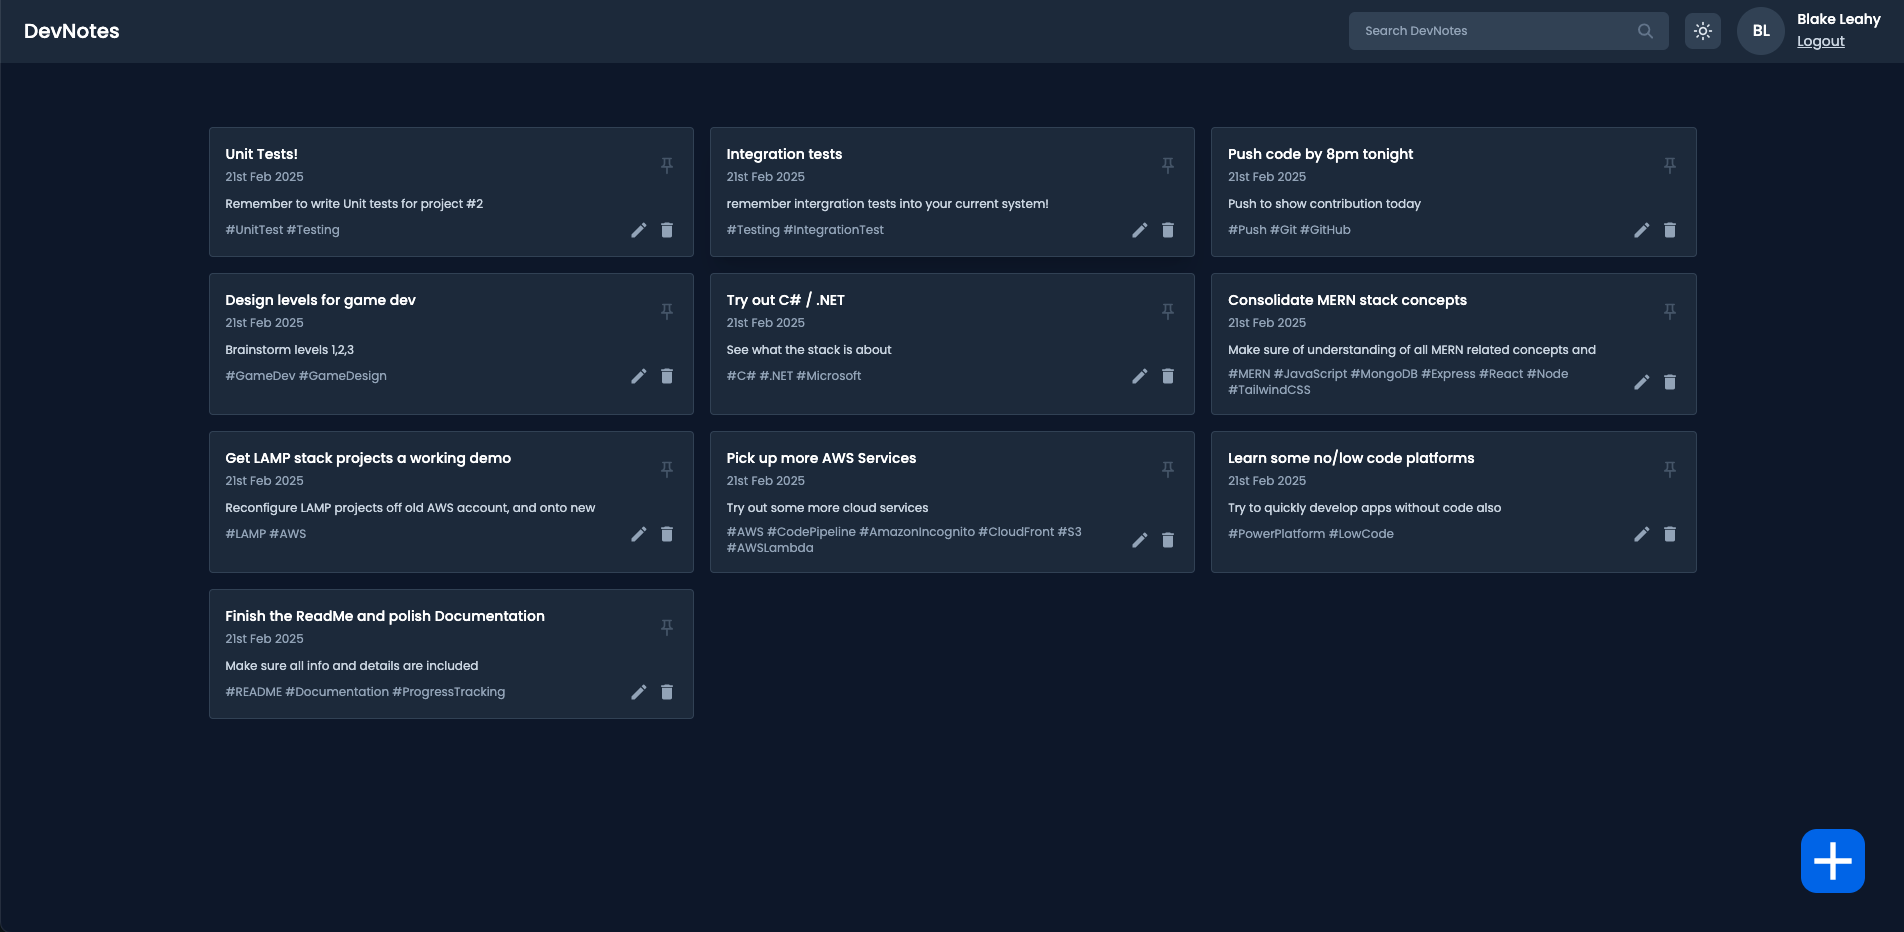 DevNotes
Search DevNotes
BL
Blake Leahy
Logout
Unit Tests!
21st Feb 2025
Remember to write Unit tests for project #2
#UnitTest #Testing
Integration tests
21st Feb 2025
remember intergration tests into your current system!
#Testing #IntegrationTest
Push code by 8pm tonight
21st Feb 2025
Push to show contribution today
#Push #Git #GitHub
Design levels for game dev
21st Feb 2025
Brainstorm levels 1,2,3
#GameDev #GameDesign
Try out C# / .NET
21st Feb 2025
See what the stack is about
#C# #.NET #Microsoft
Consolidate MERN stack concepts
21st Feb 2025
Make sure of understanding of all MERN related concepts and
#MERN #JavaScript #MongoDB #Express #React #Node
#TailwindCSS
Get LAMP stack projects a working demo
21st Feb 2025
Reconfigure LAMP projects off old AWS account, and onto new
#LAMP #AWS
Pick up more AWS Services
21st Feb 2025
Try out some more cloud services
#AWS #CodePipeline #AmazonIncognito #CloudFront #S3
#AWSLambda
Learn some no/low code platforms
21st Feb 2025
Try to quickly develop apps without code also
#PowerPlatform #LowCode
Finish the ReadMe and polish Documentation
21st Feb 2025
Make sure all info and details are included
#README #Documentation #ProgressTracking